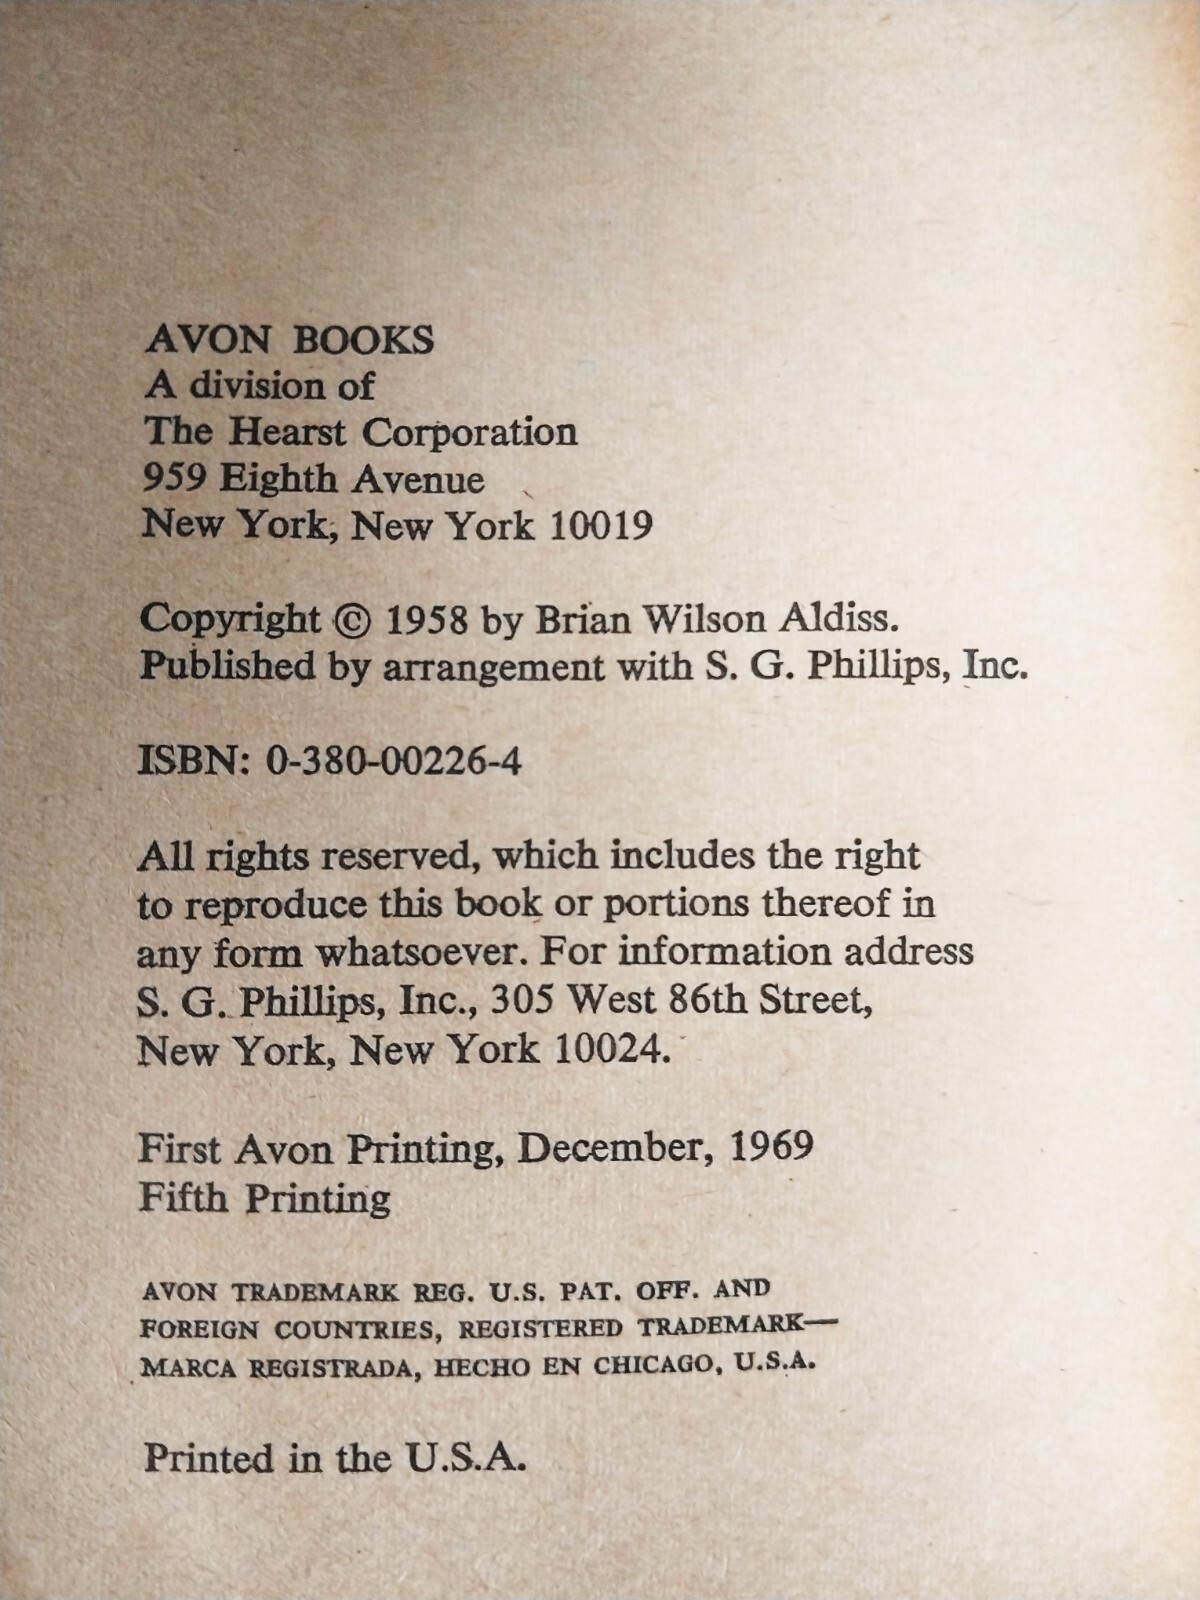 AVON BOOKS
A division of
The Hearst Corporation
959 Eighth Avenue
New York, New York 10019
Copyright © 1958 by Brian Wilson Aldiss.
Published by arrangement with S. G. Phillips, Inc.
ISBN: 0-380-00226-4
All rights reserved, which includes the right
to reproduce this book or portions thereof in
any form whatsoever. For information address
S. G. Phillips, Inc., 305 West 86th Street,
New York, New York 10024.
First Avon Printing, December, 1969
Fifth Printing
AVON TRADEMARK REG. U.S. PAT. OFF. AND
FOREIGN COUNTRIES, REGISTERED TRADEMARK—
MARCA REGISTRADA, HECHO EN CHICAGO, U.S.A.
Printed in the U.S.A.